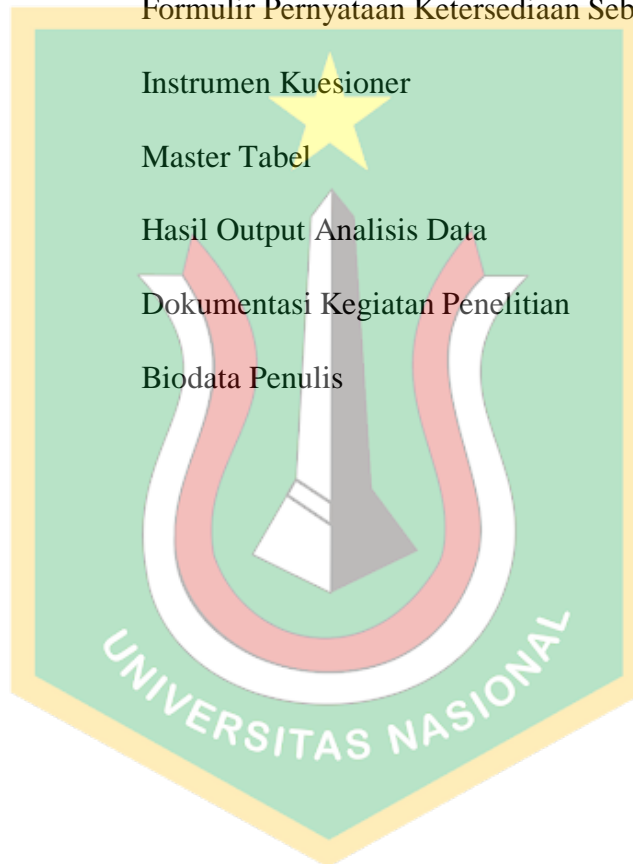 Formulir Pernyataan Ketersediaan
Instrumen Kuesioner
Master Tabel
Hasil Output Analisis Data
Dokumentasi Kegiatan Penelitian
Biodata Penulis
UNIVERSITAS NASIONAL